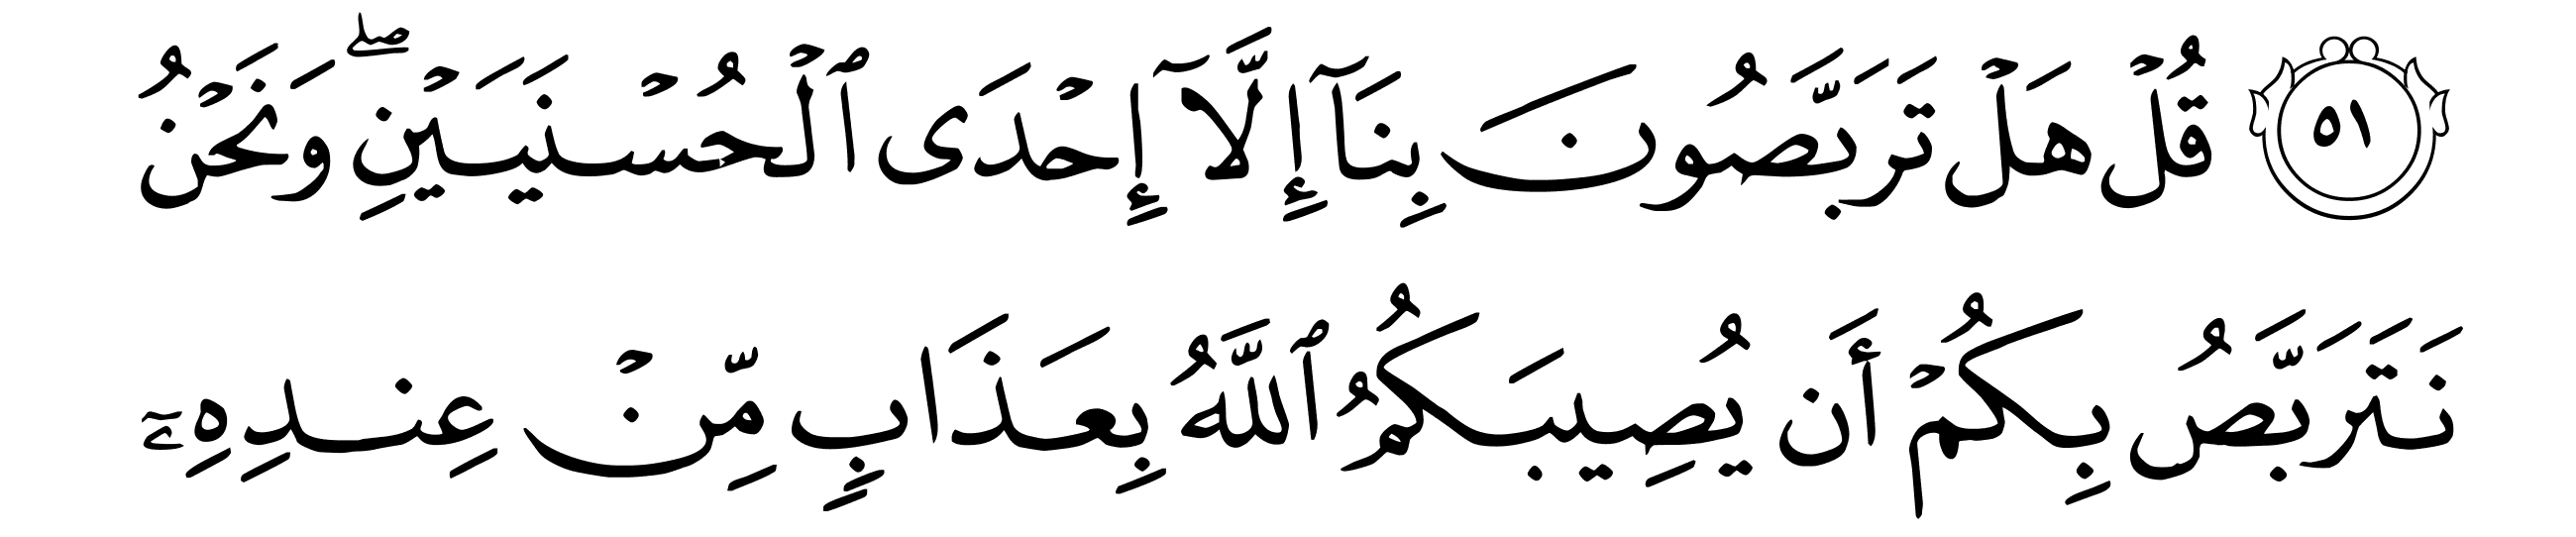 ٥١ قُلۡ هَلۡ تَرَبَّصُونَ بِنَآ إِلَّآ إِحۡدَى ٱلۡحُسۡنَيَيۡنِۖ وَنَحۡنُ
نَتَرَبَّصُ بِكُمۡ أَن يُصِيبَكُمُ ٱللَّهُ بِعَذَابٖ مِّنۡ عِندِهِۦٓ